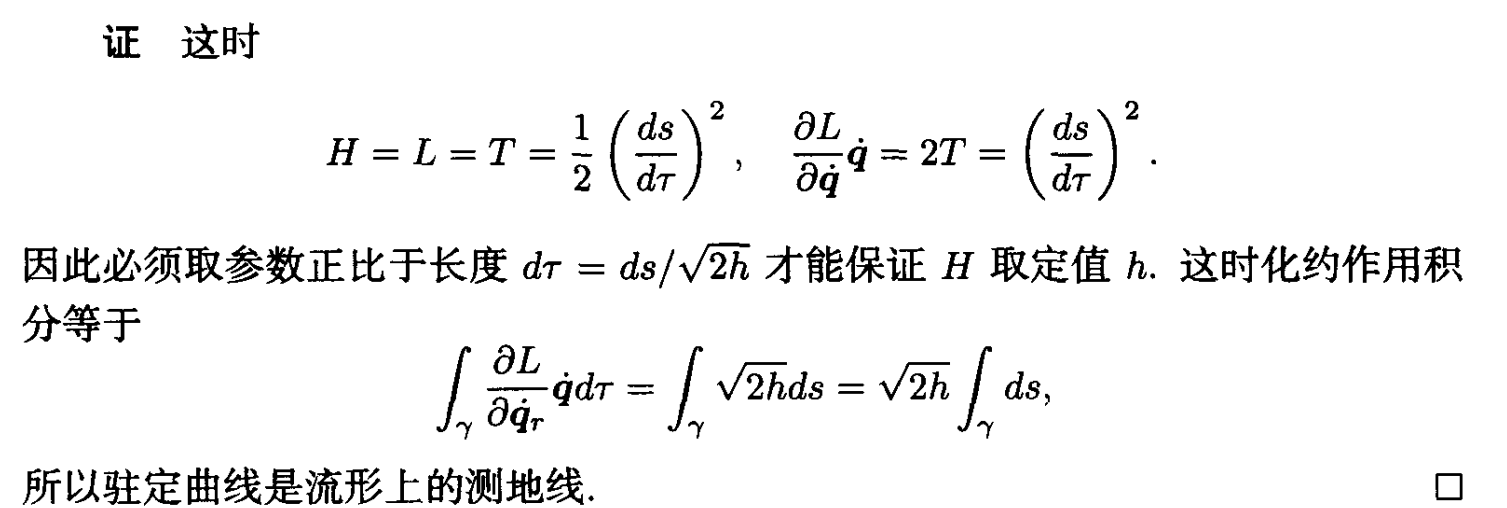 证 这时
$$H = L = T = \frac{1}{2}\left(\frac{ds}{d\tau}\right)^2, \quad \frac{\partial L}{\partial \dot{\boldsymbol{q}}}\dot{\boldsymbol{q}} = 2T = \left(\frac{ds}{d\tau}\right)^2.$$
因此必须取参数正比于长度 $d\tau = ds/\sqrt{2h}$ 才能保证 $H$ 取定值 $h$. 这时化约作用积
分等于
$$\int_\gamma \frac{\partial L}{\partial \dot{\boldsymbol{q}}_{\boldsymbol{r}}}\dot{\boldsymbol{q}}d\tau = \int_\gamma \sqrt{2h}ds = \sqrt{2h}\int_\gamma ds,$$
所以驻定曲线是流形上的测地线. □